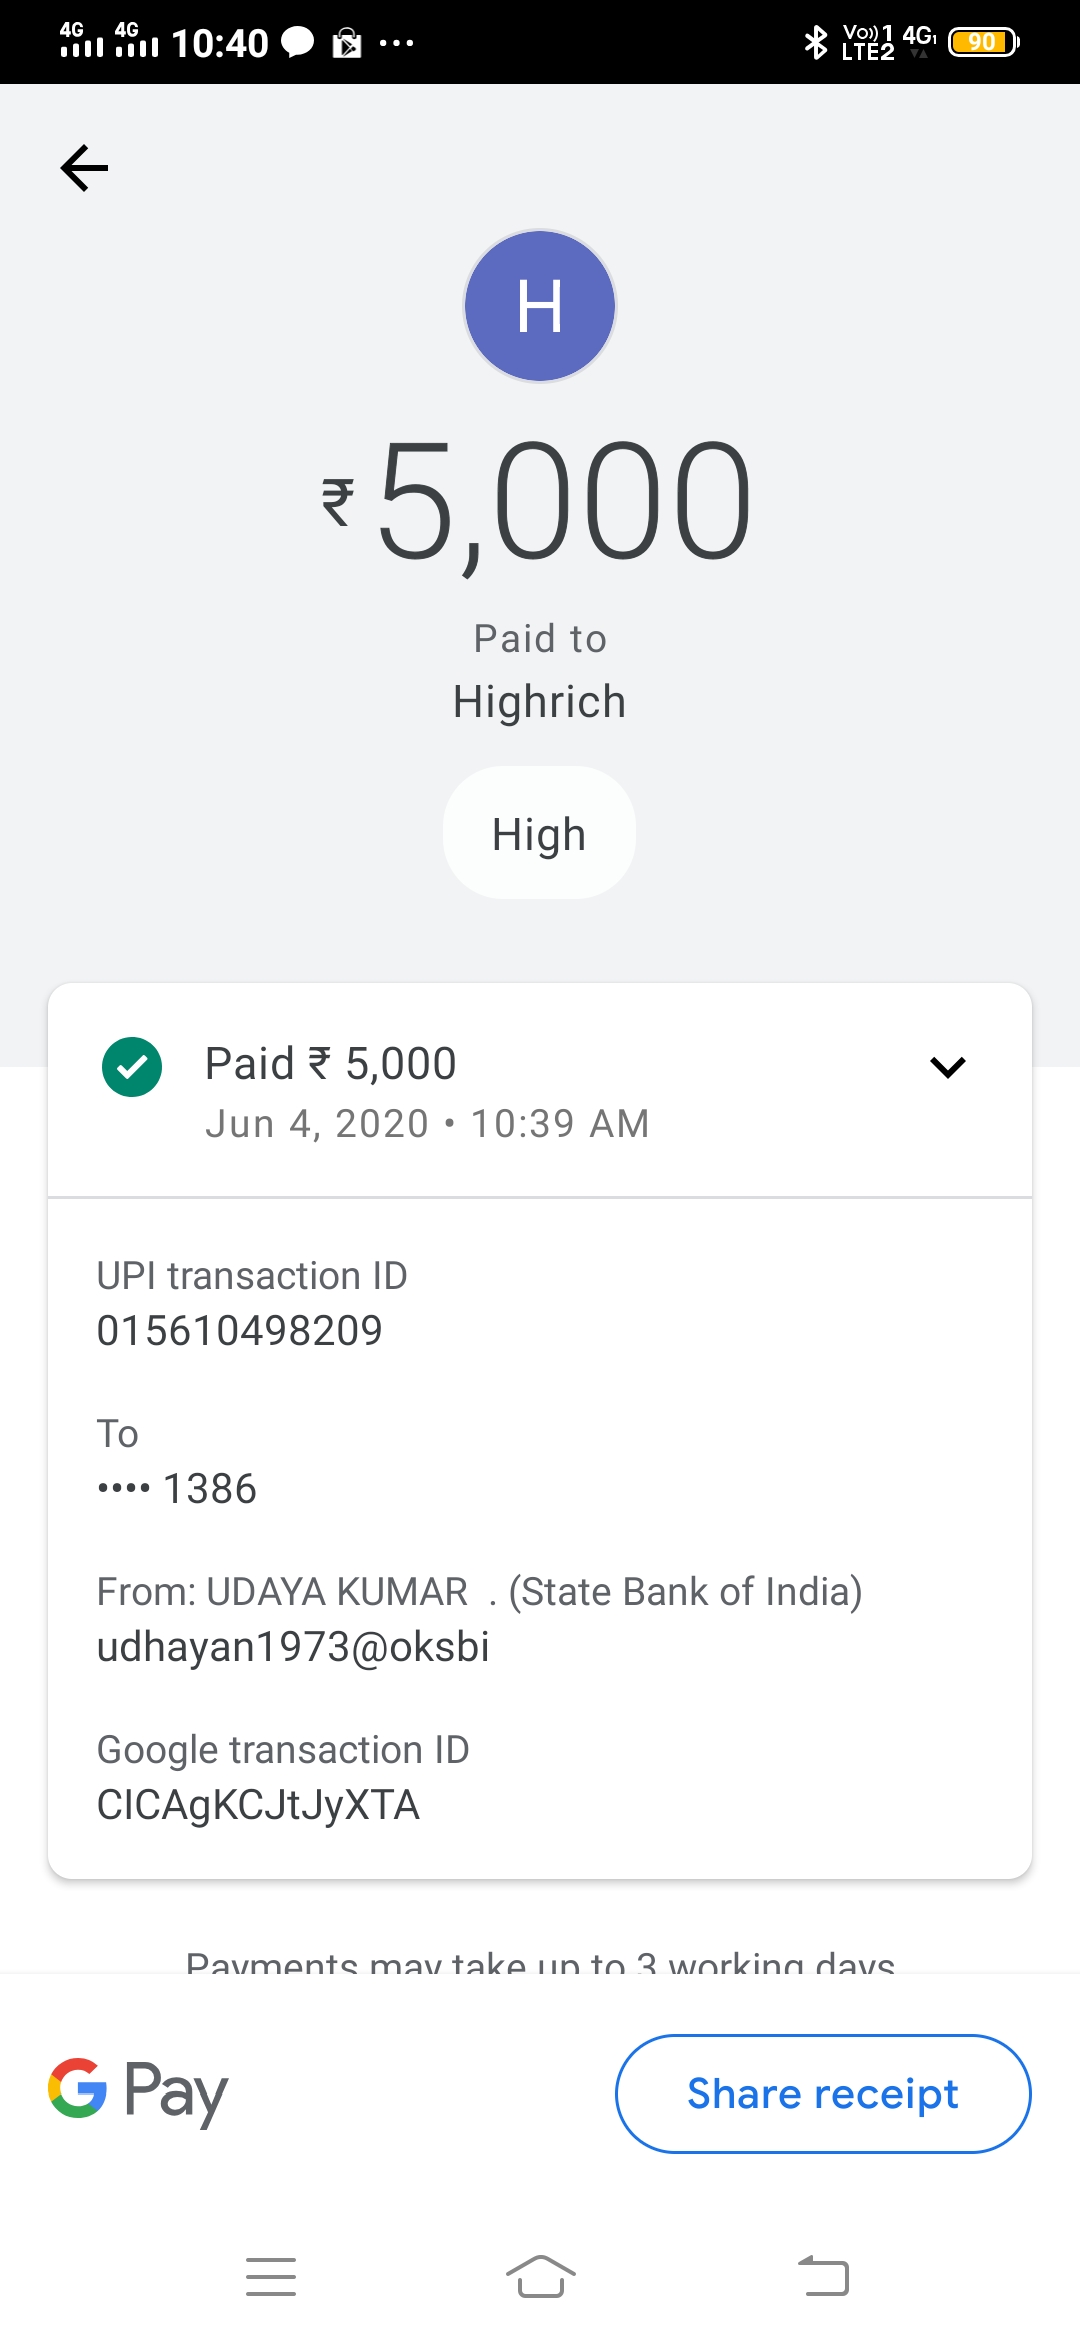 4G 4G 10:40 ... Vo))1 4G1 90
LTE2
H
₹5,000
Paid to
Highrich
High
Paid ₹ 5,000
Jun 4, 2020 • 10:39 AM
UPI transaction ID
015610498209
To
•••• 1386
From: UDAYA KUMAR . (State Bank of India)
udhayan1973@oksbi
Google transaction ID
CICAgKCJtJyXTA
Payments may take up to 3 working days
G Pay
Share receipt